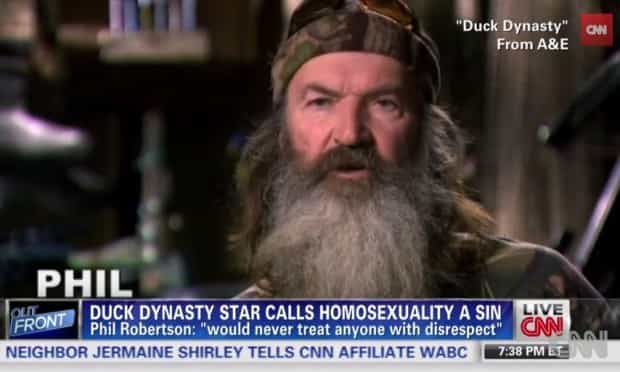 "Duck Dynasty"
From A&E
CNN
PHIL
OUT FRONT
DUCK DYNASTY STAR CALLS HOMOSEXUALITY A SIN
Phil Robertson: "would never treat anyone with disrespect"
LIVE
CNN
NEIGHBOR JERMAINE SHIRLEY TELLS CNN AFFILIATE WABC
7:38 PM ET
CNN